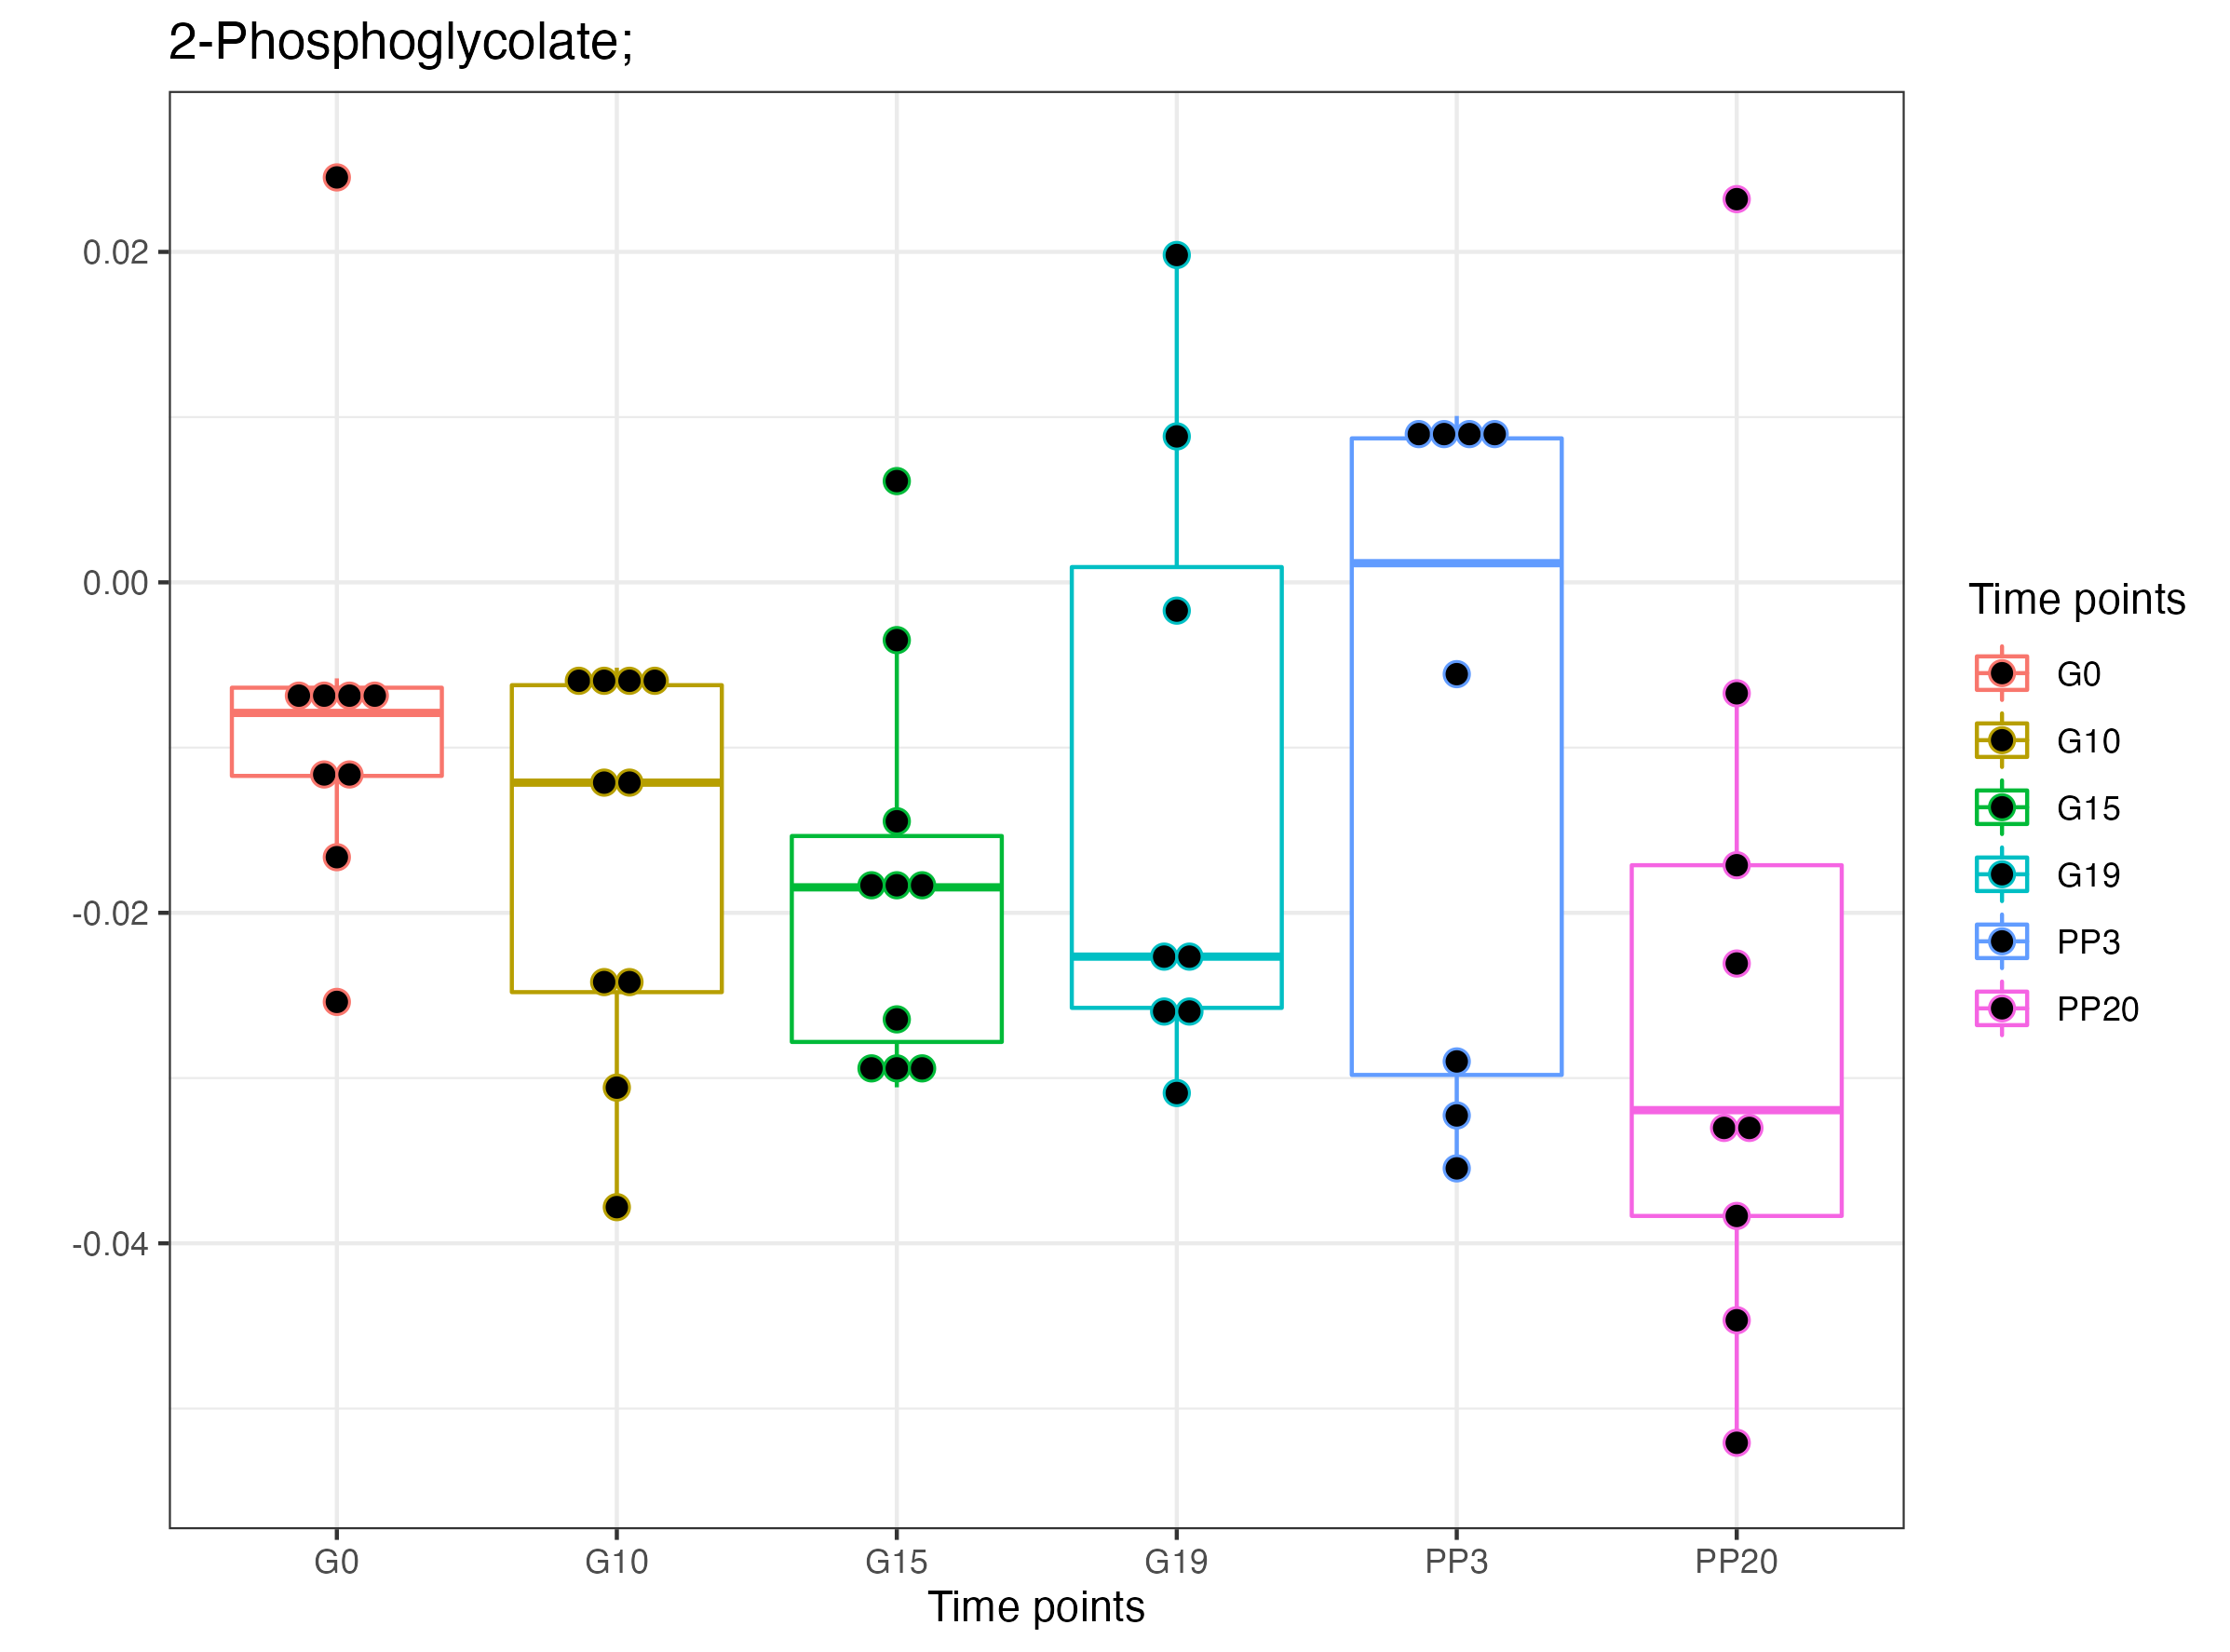 2-Phosphoglycolate;
0.02
0.00
-0.02
-0.04
G0 G10 G15 G19 PP3 PP20
Time points
Time points
G0
G10
G15
G19
PP3
PP20